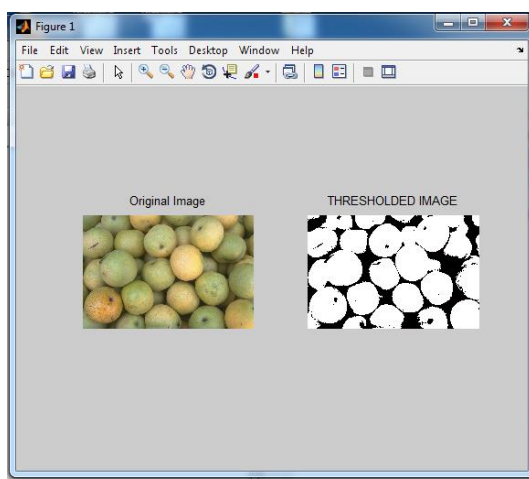 Figure 1
File Edit View Insert Tools Desktop Window Help
Original Image
THRESHOLDED IMAGE